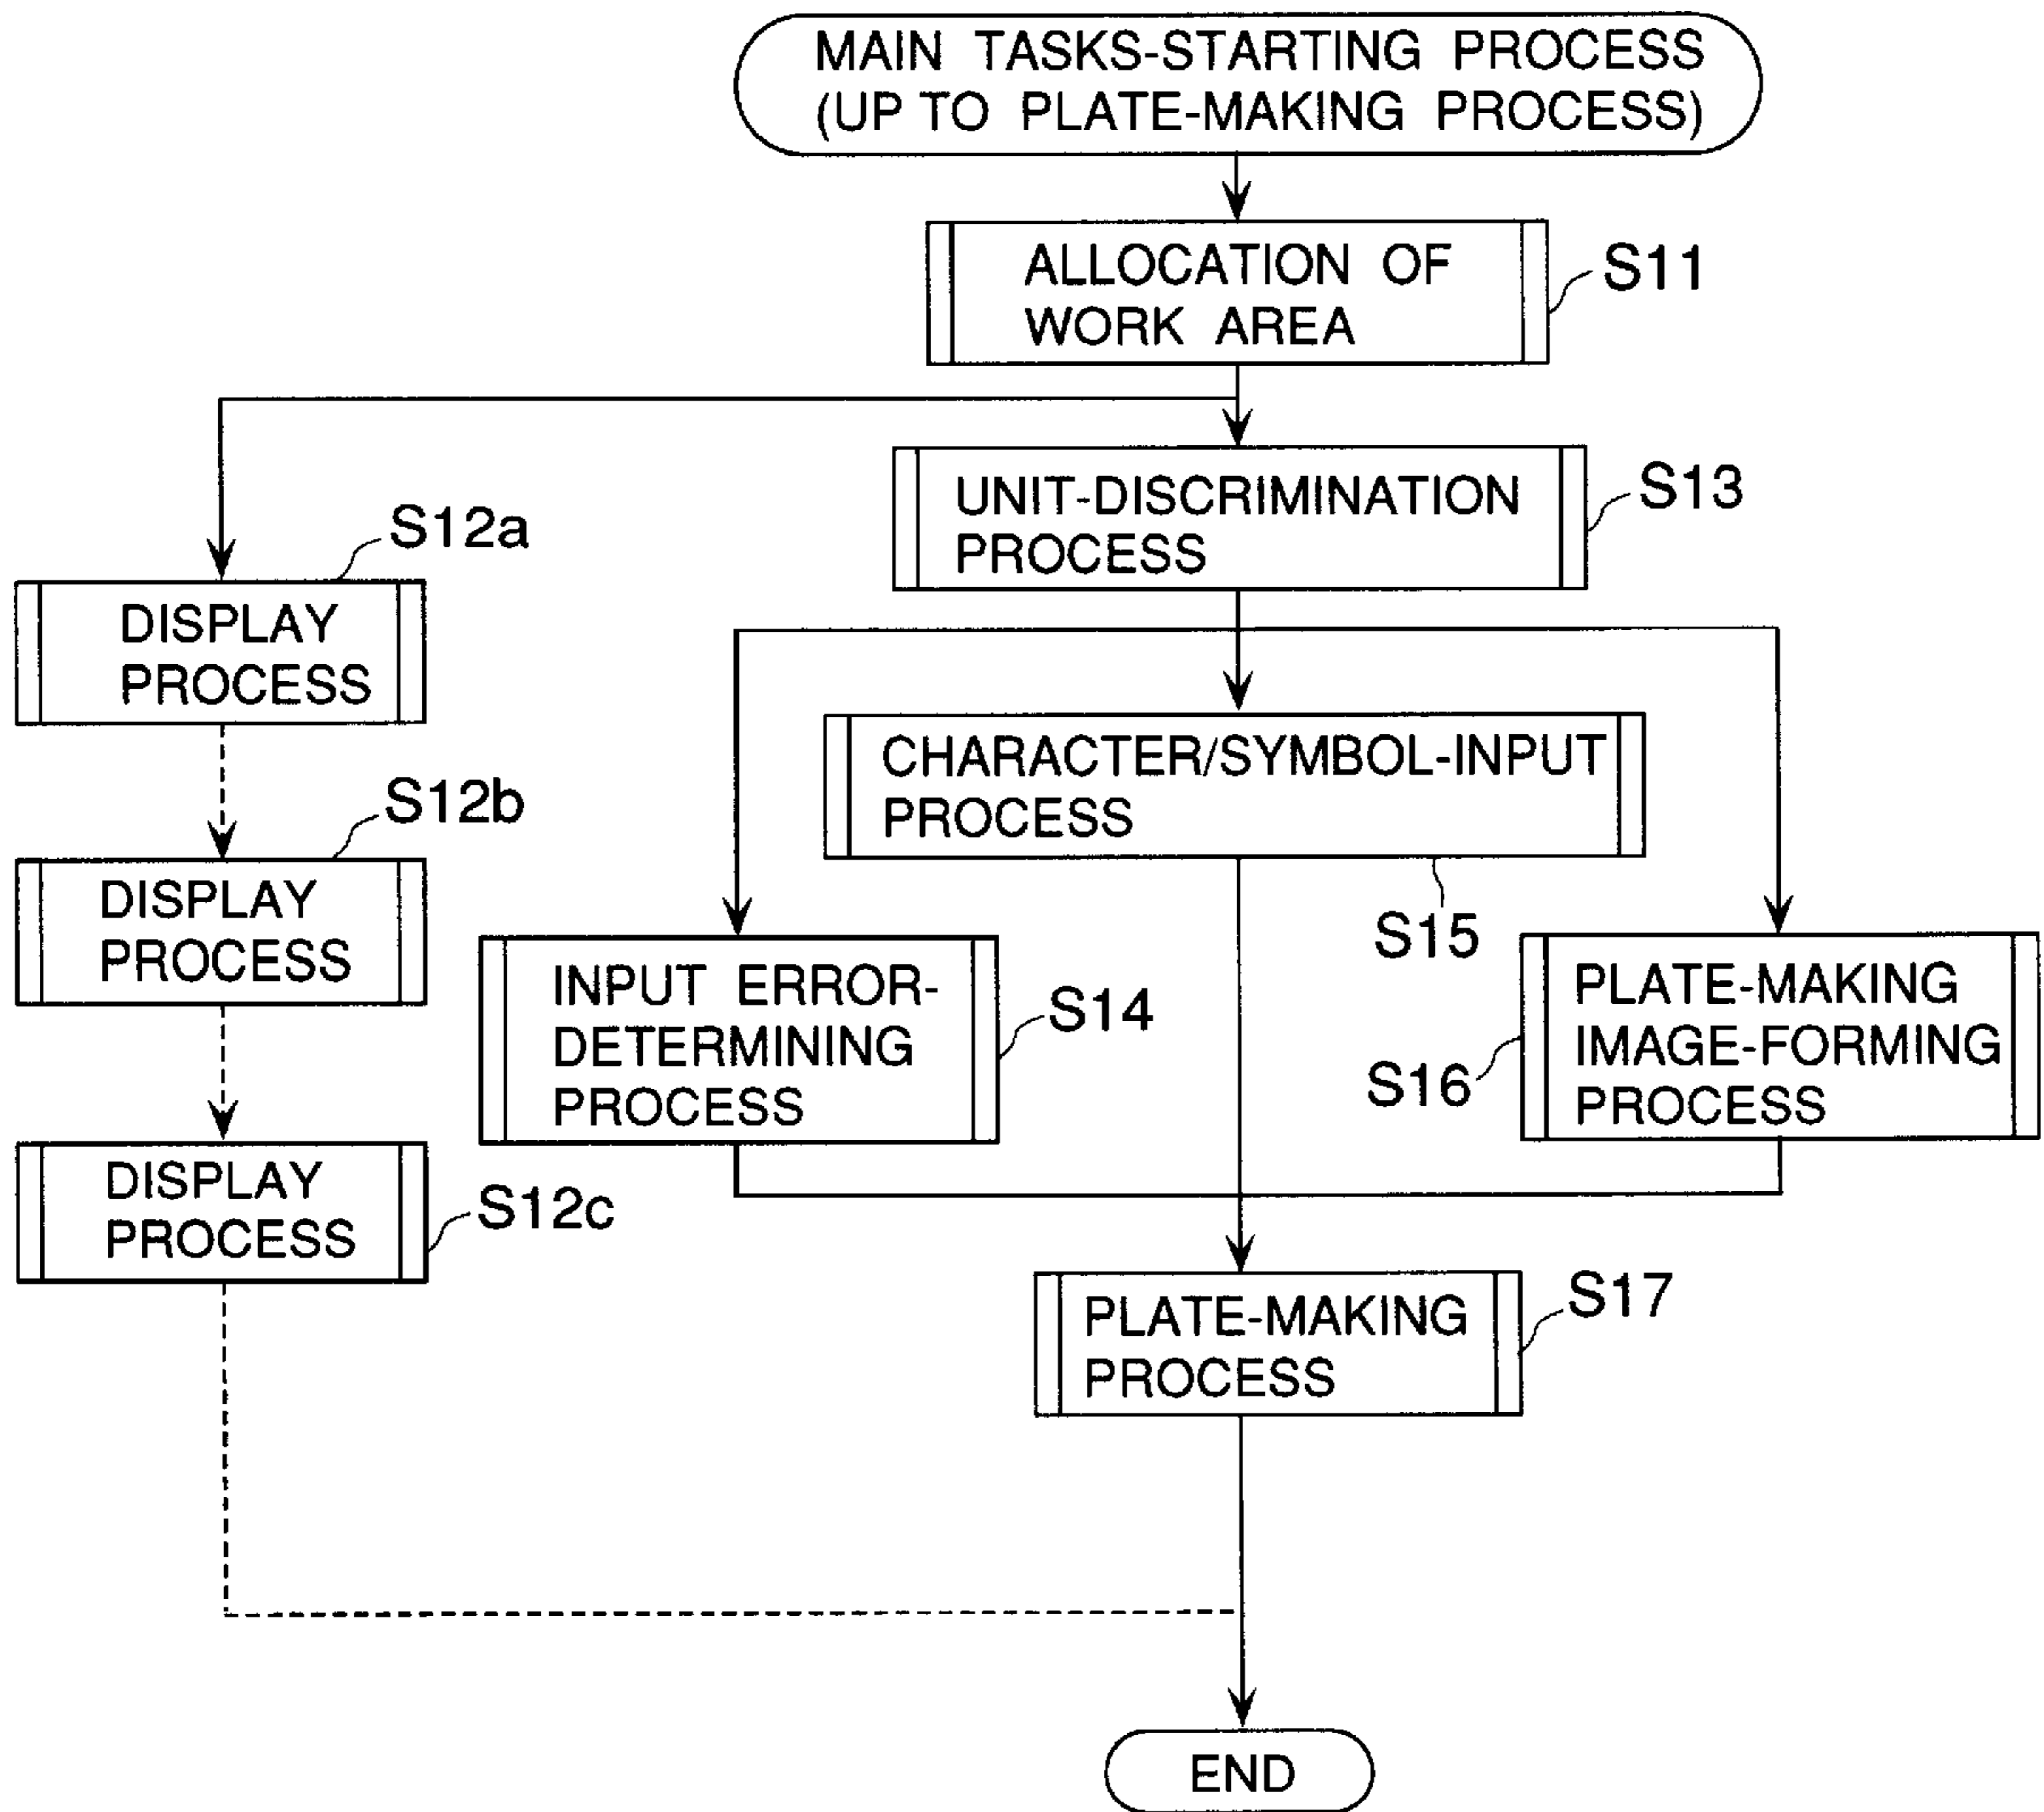 MAIN TASKS-STARTING PROCESS
(UP TO PLATE-MAKING PROCESS)
ALLOCATION OF
WORK AREA
S11
UNIT-DISCRIMINATION
PROCESS
S13
S12a
DISPLAY
PROCESS
S12b
DISPLAY
PROCESS
S12c
DISPLAY
PROCESS
CHARACTER/SYMBOL-INPUT
PROCESS
S15
INPUT ERROR-
DETERMINING
PROCESS
S14
PLATE-MAKING
IMAGE-FORMING
PROCESS
S16
PLATE-MAKING
PROCESS
S17
END